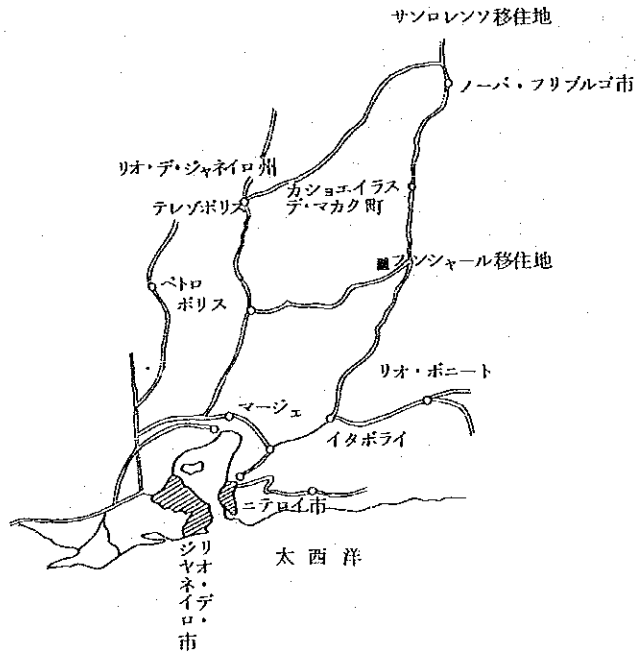 サンロレンソ移住地
ノーバ・フリブルゴ市
リオ・デ・ジャネイロ州
カショエイラス
デ・マカク町
テレゾポリス
フンシャール移住地
ペトロ
ポリス
リオ・ボニート
マージェ
イタボライ
ニテロイ市
太西洋
リオ・デ・
ジャネイロ市